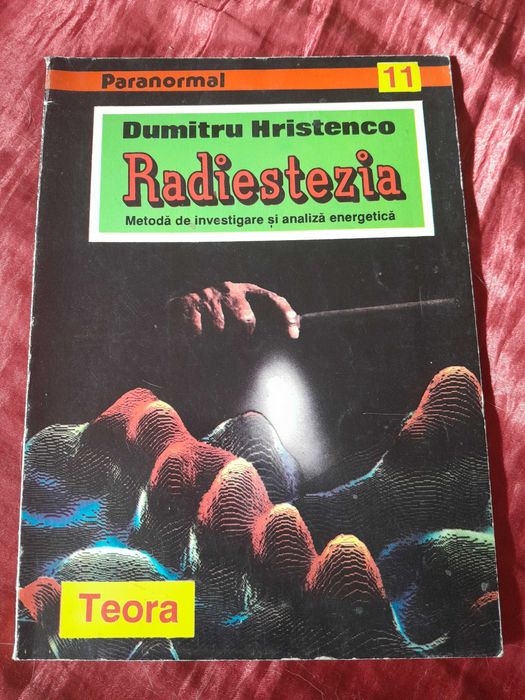 Paranormal
11
Dumitru Hristenco
Radiestezia
Metodă de investigare și analiză energetică
Teora